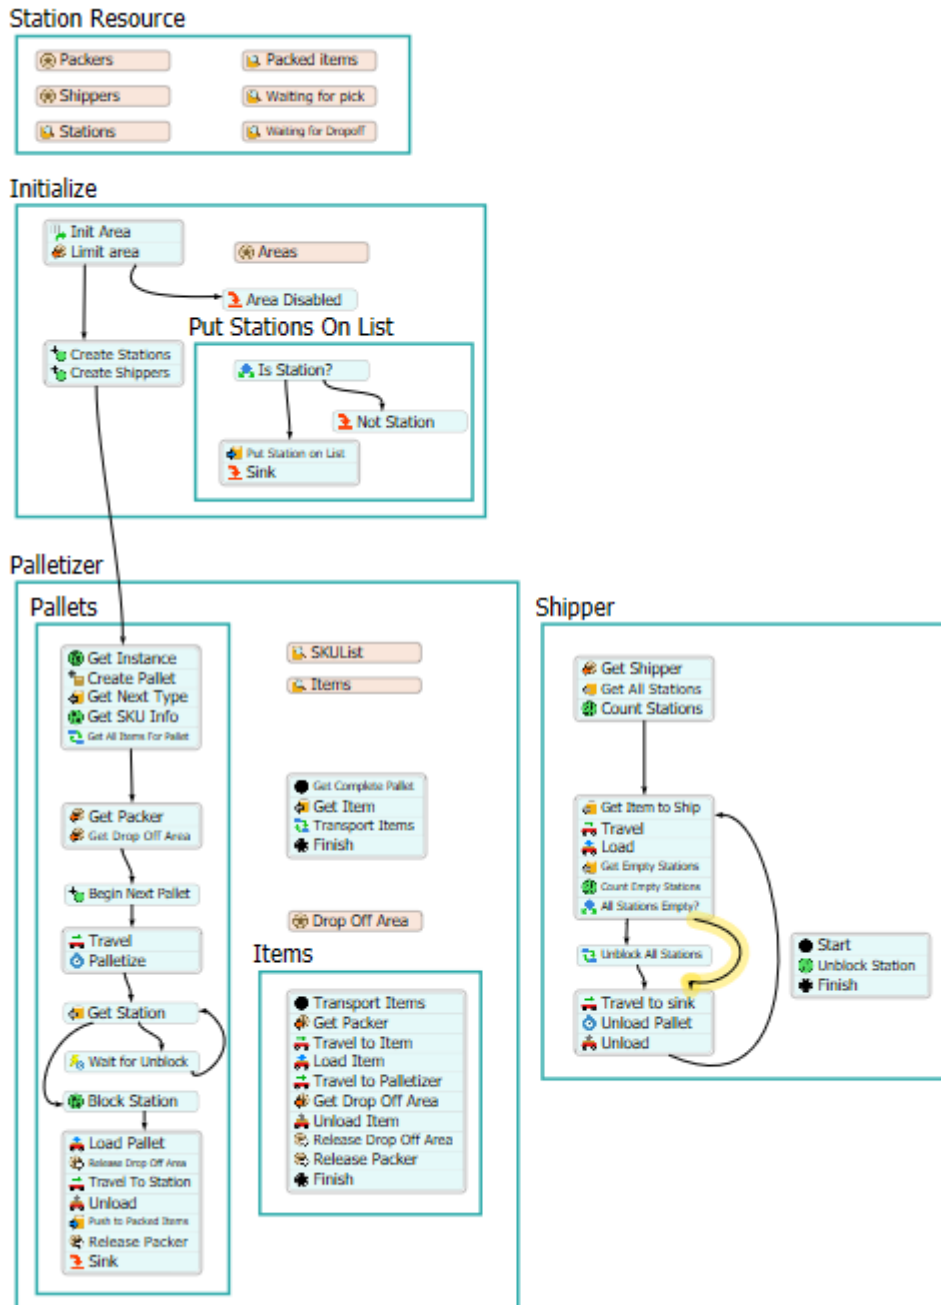 Station Resource
Packers
Packed items
Shippers
Waiting for pick
Stations
Waiting for Dropoff
Initialize
Init Area
Limit area
Areas
Area Disabled
Put Stations On List
Create Stations
Create Shippers
Is Station?
Not Station
Put Station on List
Sink
Palletizer
Pallets
Get Instance
Create Pallet
Get Next Type
Get SKU Info
Get All Items For Pallet
SKUList
Items
Get Packer
Get Drop Off Area
Get Complete Pallet
Get Item
Transport Items
Finish
Begin Next Pallet
Drop Off Area
Travel
Palletize
Get Station
Wait for Unblock
Block Station
Load Pallet
Release Drop Off Area
Travel To Station
Unload
Push to Packed Items
Release Packer
Sink
Items
Transport Items
Get Packer
Travel to Item
Load Item
Travel to Palletizer
Get Drop Off Area
Unload Item
Release Drop Off Area
Release Packer
Finish
Shipper
Get Shipper
Get All Stations
Count Stations
Get Item to Ship
Travel
Load
Get Empty Stations
Count Empty Stations
All Stations Empty?
Unblock All Stations
Travel to sink
Unload Pallet
Unload
Start
Unblock Station
Finish